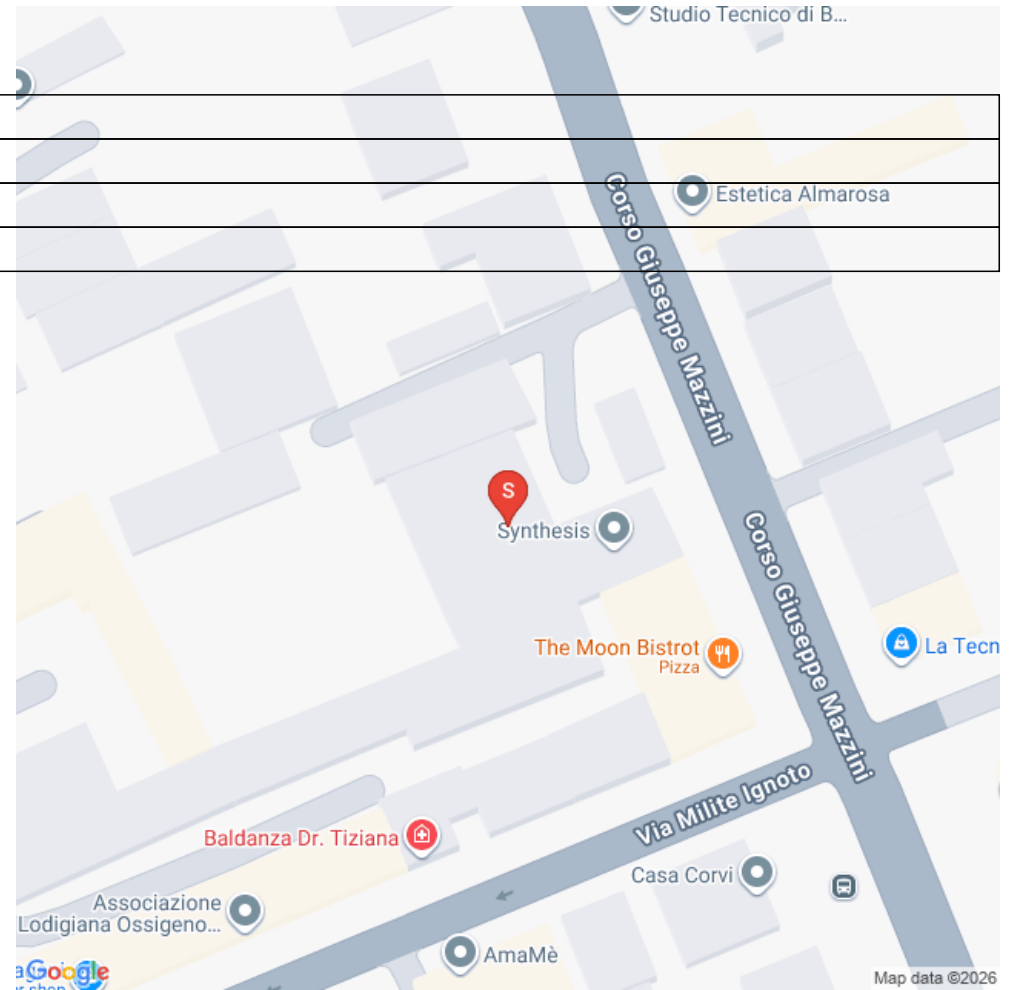 Studio Tecnico di B...
Estetica Almarosa
Corso Giuseppe Mazzini
S
Synthesis
Corso Giuseppe Mazzini
The Moon Bistrot
Pizza
La Tecn
Via Milite Ignoto
Baldanza Dr. Tiziana
Casa Corvi
Associazione
Lodigiana Ossigeno...
AmaMè
Google
Map data ©2026